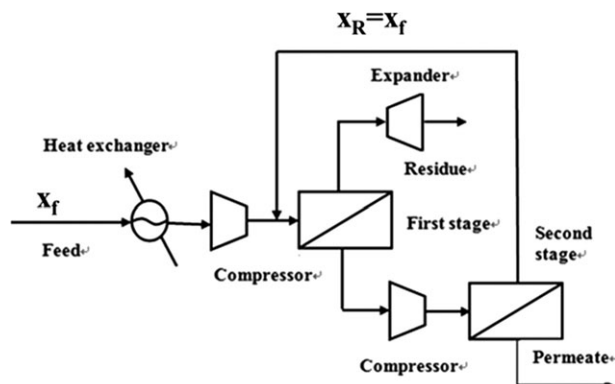 x_R=x_f
Expander↵
Heat exchanger↵
Residue↵
x_f
First stage↵
Feed↵
Second
stage↵
Compressor↵
Permeate↵
Compressor↵